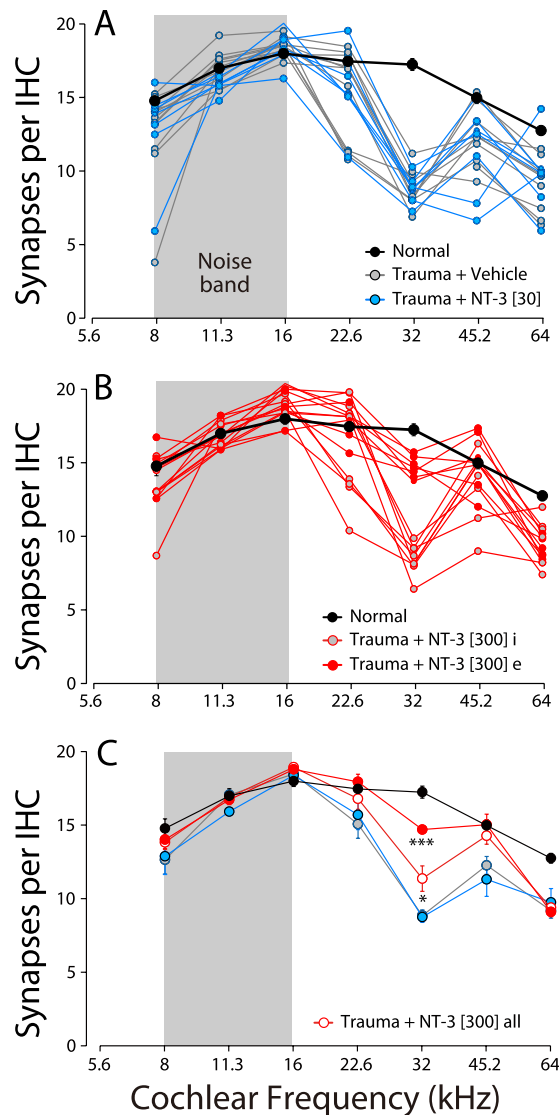 A
20
15
10
5
0
Synapses per IHC
Noise
band
Normal
Trauma + Vehicle
Trauma + NT-3 [30]
5.6 8 11.3 16 22.6 32 45.2 64
B
20
15
10
5
0
Synapses per IHC
Normal
Trauma + NT-3 [300] i
Trauma + NT-3 [300] e
5.6 8 11.3 16 22.6 32 45.2 64
C
20
15
10
5
0
Synapses per IHC
***
*
Trauma + NT-3 [300] all
5.6 8 11.3 16 22.6 32 45.2 64
Cochlear Frequency (kHz)